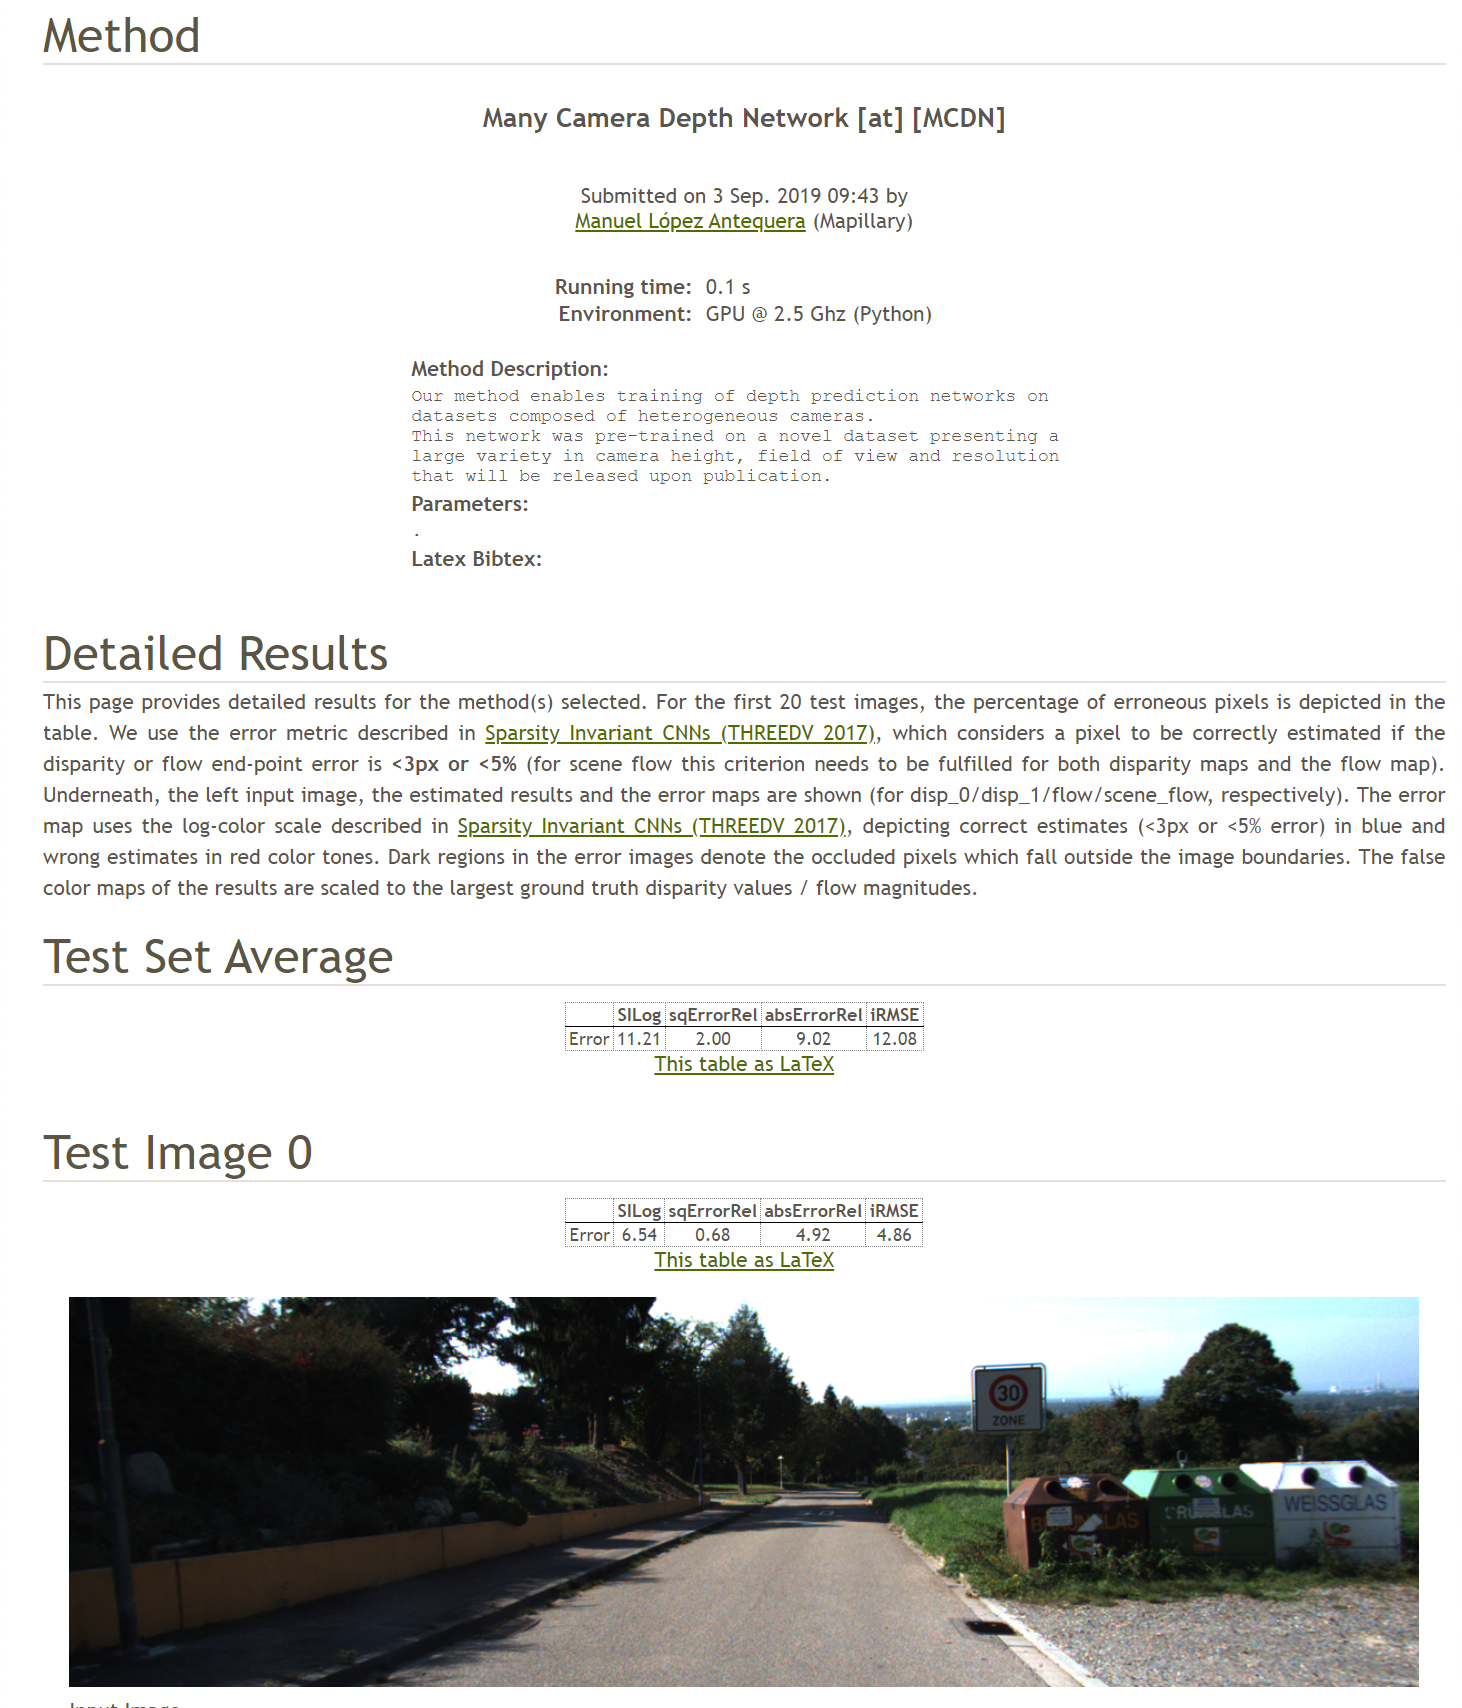 Method
Many Camera Depth Network [at] [MCDN]
Submitted on 3 Sep. 2019 09:43 by
Manuel López Antequera (Mapillary)
Running time: 0.1 s
Environment: GPU @ 2.5 Ghz (Python)
Method Description:
Our method enables training of depth prediction networks on
datasets composed of heterogeneous cameras.
This network was pre-trained on a novel dataset presenting a
large variety in camera height, field of view and resolution
that will be released upon publication.
Parameters:
.
Latex Bibtex:
Detailed Results
This page provides detailed results for the method(s) selected. For the first 20 test images, the percentage of erroneous pixels is depicted in the
table. We use the error metric described in Sparsity Invariant CNNs (THREEDV 2017), which considers a pixel to be correctly estimated if the
disparity or flow end-point error is <3px or <5% (for scene flow this criterion needs to be fulfilled for both disparity maps and the flow map).
Underneath, the left input image, the estimated results and the error maps are shown (for disp_0/disp_1/flow/scene_flow, respectively). The error
map uses the log-color scale described in Sparsity Invariant CNNs (THREEDV 2017), depicting correct estimates (<3px or <5% error) in blue and
wrong estimates in red color tones. Dark regions in the error images denote the occluded pixels which fall outside the image boundaries. The false
color maps of the results are scaled to the largest ground truth disparity values / flow magnitudes.
Test Set Average
SILog sqErrorRel absErrorRel iRMSE
Error 11.21 2.00 9.02 12.08
This table as LaTeX
Test Image 0
SILog sqErrorRel absErrorRel iRMSE
Error 6.54 0.68 4.92 4.86
This table as LaTeX
30
ZONE
WEISSGLAS